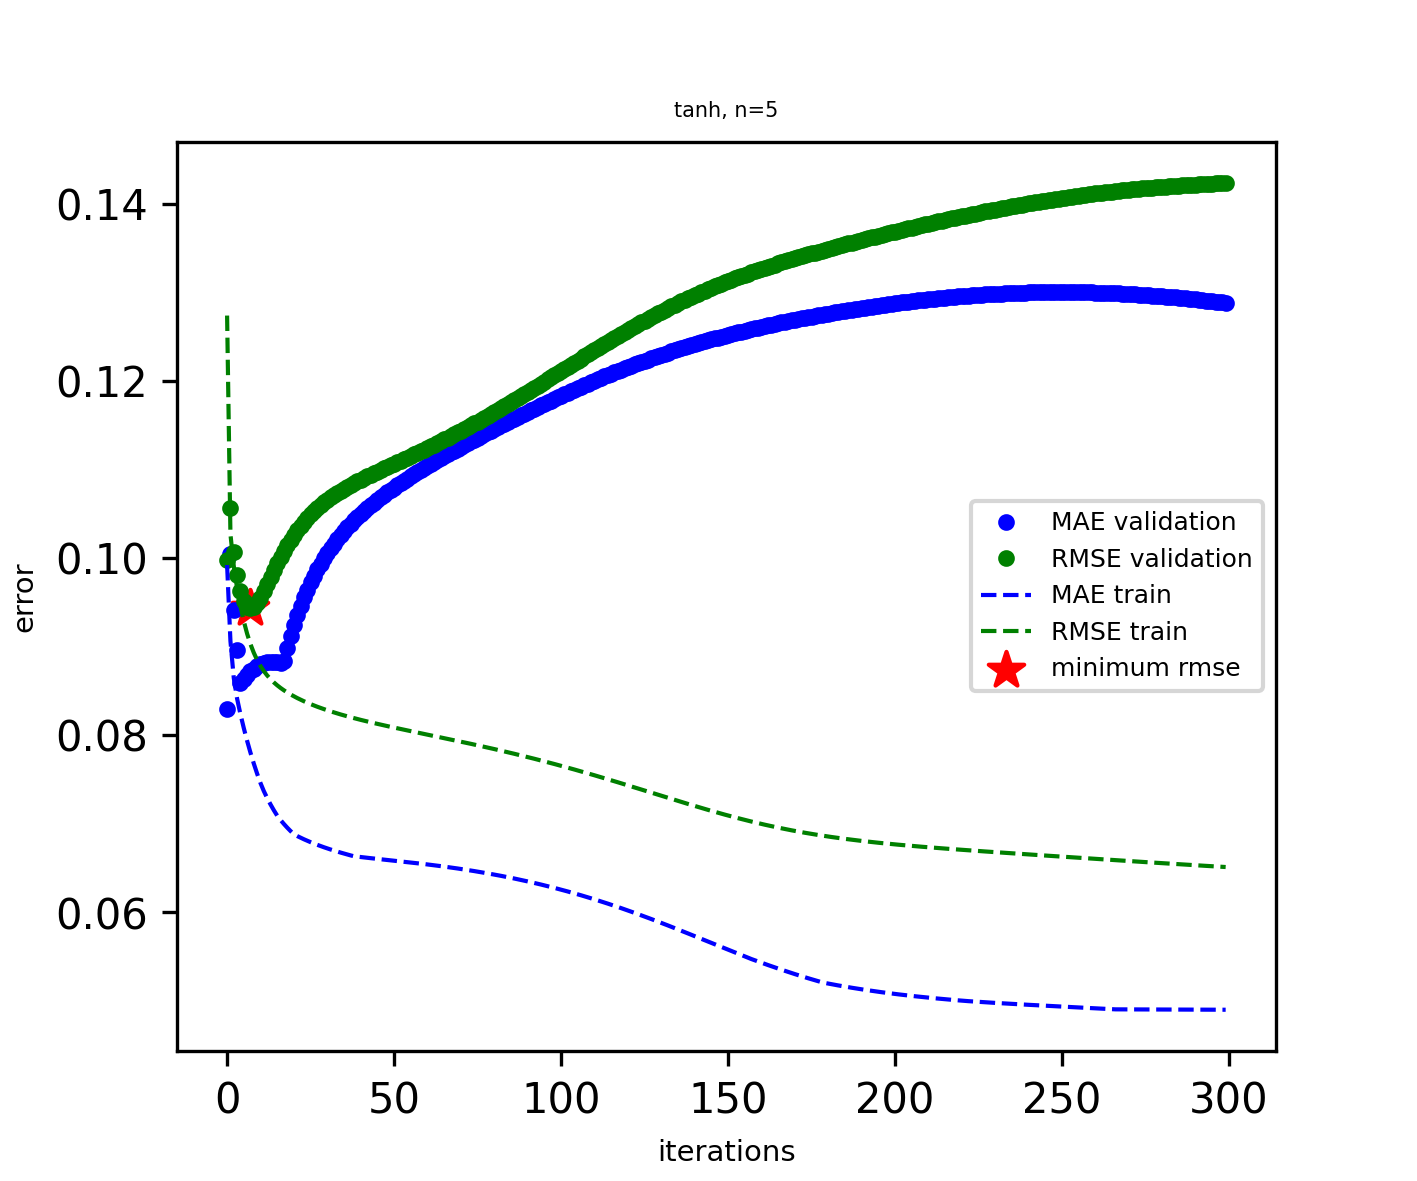 tanh, n=5
error
0.14
0.12
0.10
0.08
0.06
MAE validation
RMSE validation
MAE train
RMSE train
minimum rmse
0 50 100 150 200 250 300
iterations